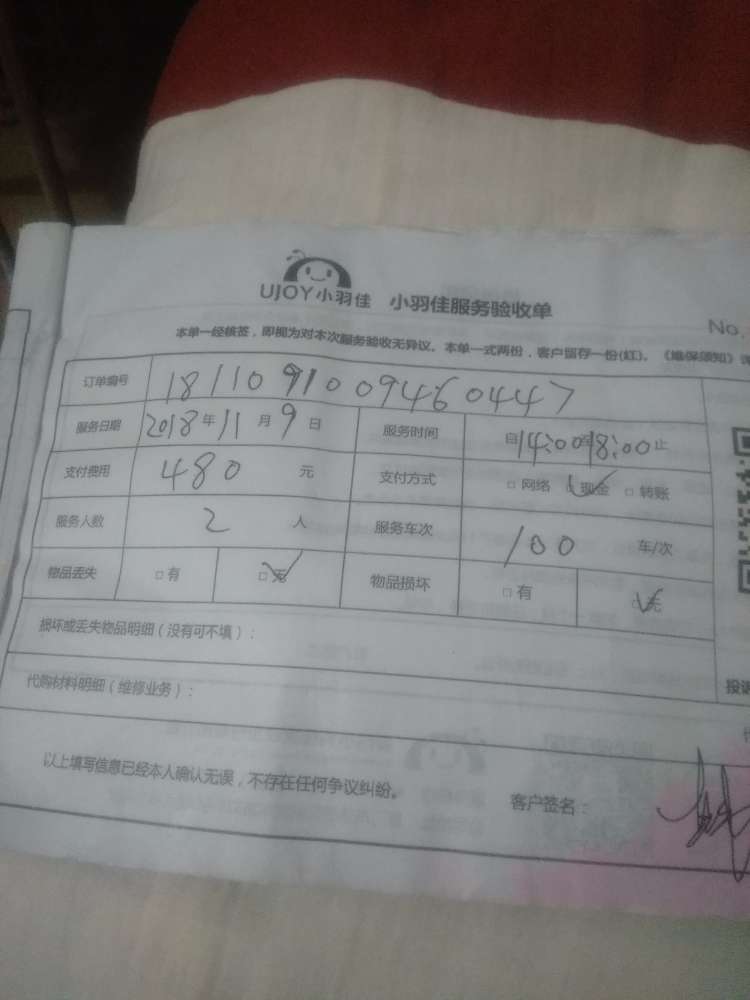 UJOY小羽佳 小羽佳服务验收单
No.
本单一经核签，即视为对本次服务验收无异议。本单一式两份，客户留存一份(红)。《维保须知》
订单编号 18110910009460447
服务日期 2018年11月9日 服务时间 自14:00至18:00止
支付费用 480 元 支付方式 □网络 □现金 □转账
服务人数 2 人 服务车次 100 车/次
物品丢失 □有 □无 物品损坏 □有 □无
损坏或丢失物品明细（没有可不填）：
代购材料明细（维修业务）：
投诉
以上填写信息已经本人确认无误，不存在任何争议纠纷。 客户签名：